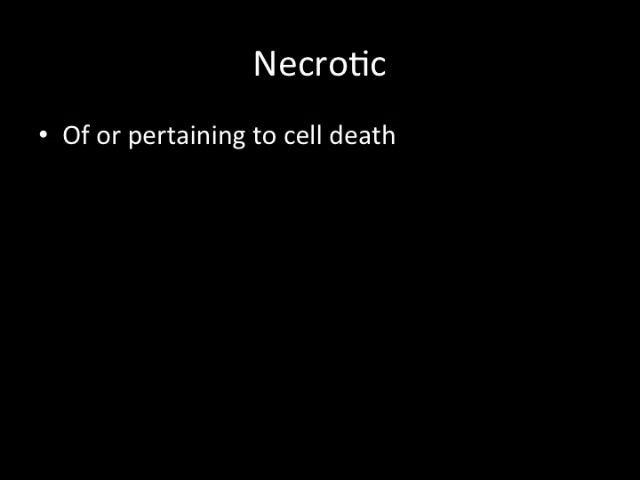 Necrotic
• Of or pertaining to cell death